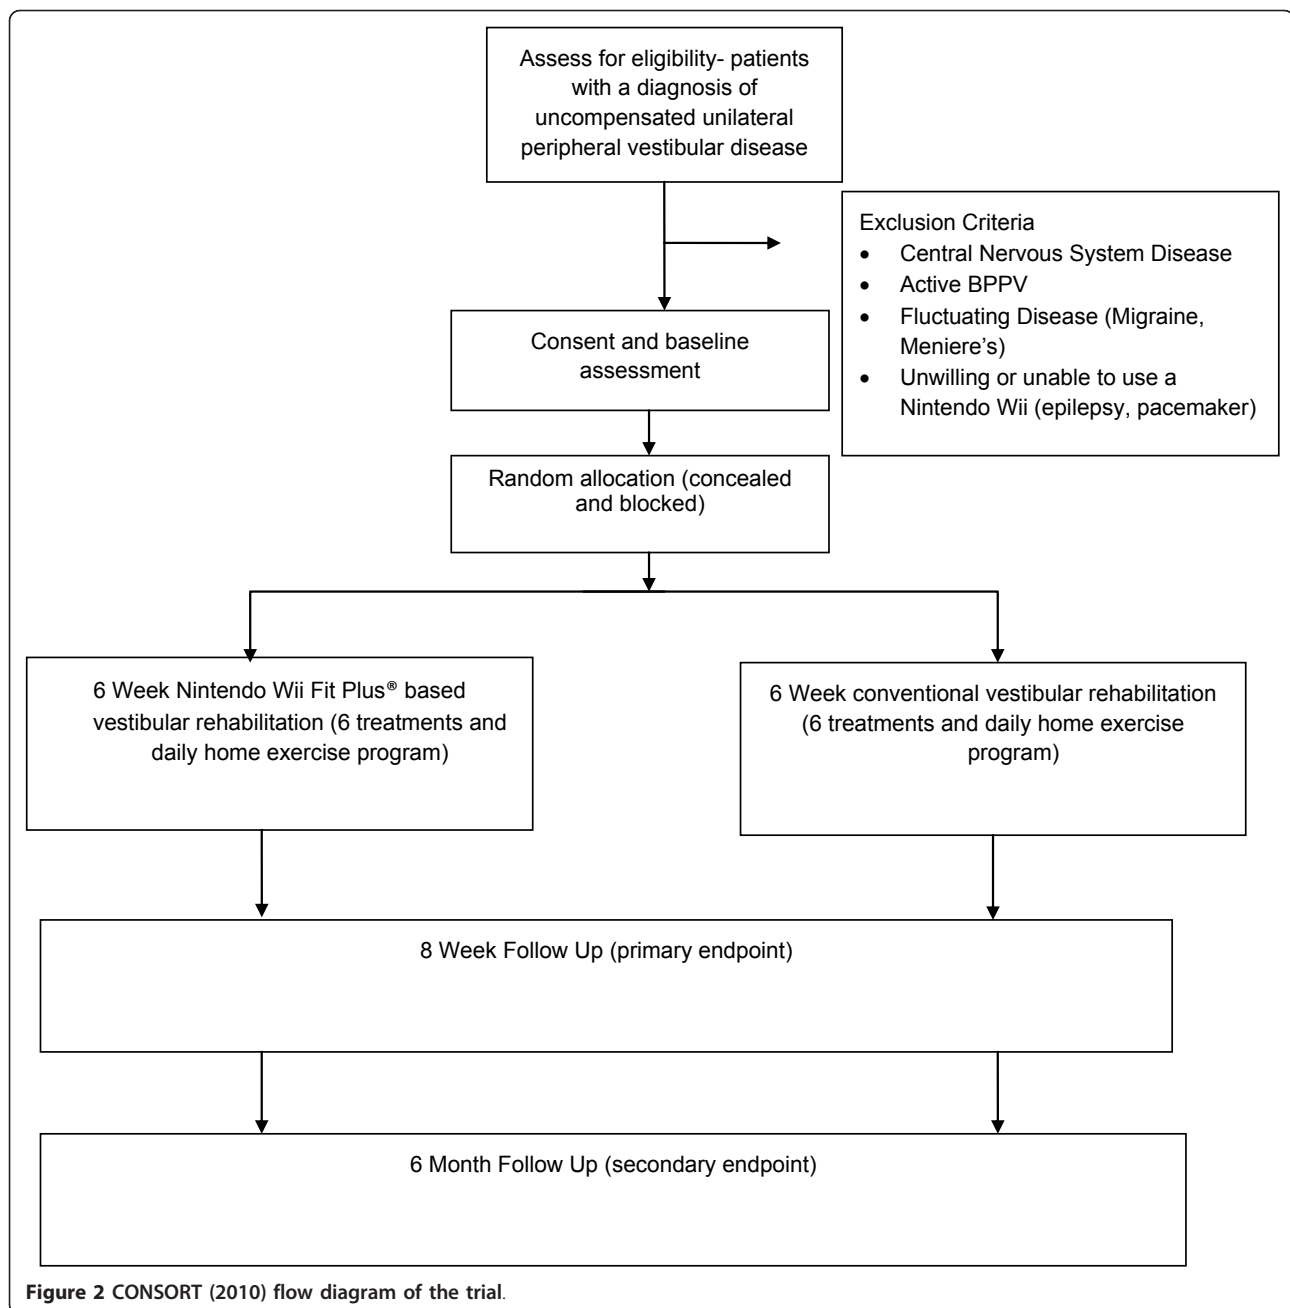 Assess for eligibility- patients
with a diagnosis of
uncompensated unilateral
peripheral vestibular disease
Exclusion Criteria
• Central Nervous System Disease
• Active BPPV
• Fluctuating Disease (Migraine,
Meniere’s)
• Unwilling or unable to use a
Nintendo Wii (epilepsy, pacemaker)
Consent and baseline
assessment
Random allocation (concealed
and blocked)
6 Week Nintendo Wii Fit Plus® based
vestibular rehabilitation (6 treatments and
daily home exercise program)
6 Week conventional vestibular rehabilitation
(6 treatments and daily home exercise
program)
8 Week Follow Up (primary endpoint)
6 Month Follow Up (secondary endpoint)
Figure 2 CONSORT (2010) flow diagram of the trial.